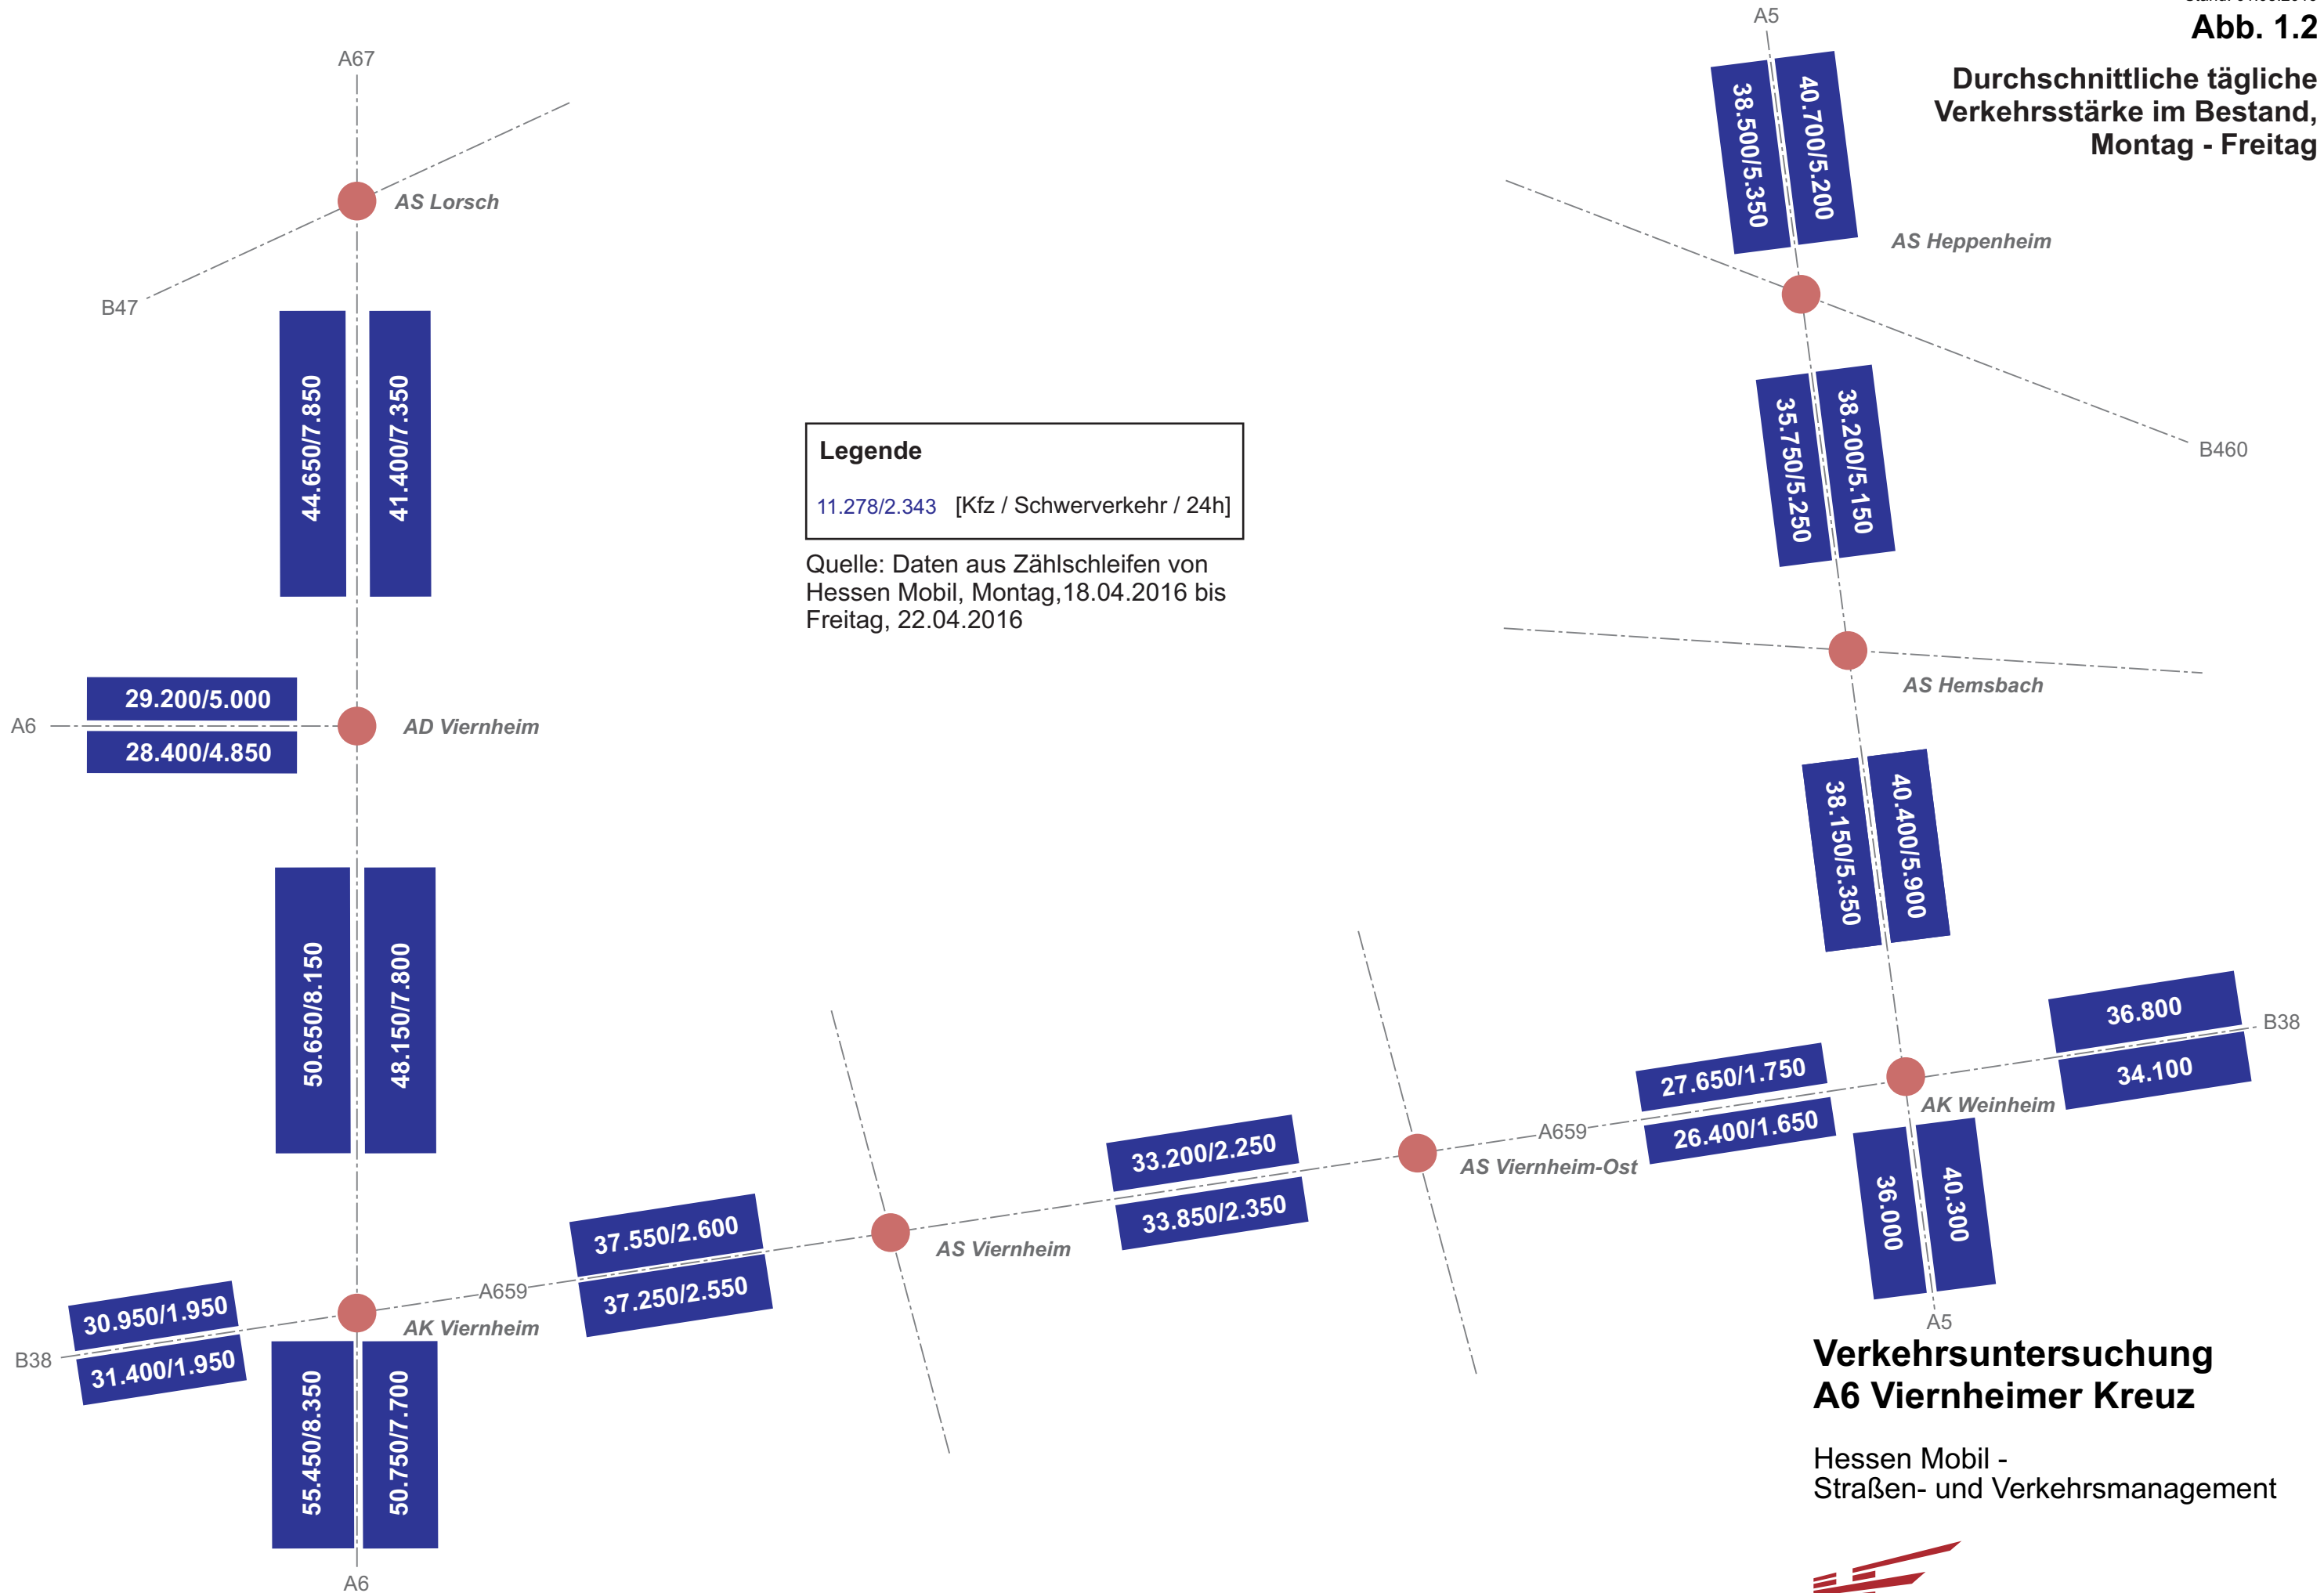 Abb. 1.2
Durchschnittliche tägliche
Verkehrsstärke im Bestand,
Montag - Freitag
A67
AS Lorsch
B47
44.650/7.850
41.400/7.350
29.200/5.000
A6
AD Viernheim
28.400/4.850
50.650/8.150
48.150/7.800
30.950/1.950
B38
31.400/1.950
AK Viernheim
A659
55.450/8.350
50.750/7.700
A6
37.550/2.600
37.250/2.550
AS Viernheim
33.200/2.250
33.850/2.350
AS Viernheim-Ost
A659
27.650/1.750
26.400/1.650
Legende
11.278/2.343 [Kfz / Schwerverkehr / 24h]
Quelle: Daten aus Zählschleifen von
Hessen Mobil, Montag,18.04.2016 bis
Freitag, 22.04.2016
A5
38.500/5.350
40.700/5.200
AS Heppenheim
B460
35.750/5.250
38.200/5.150
AS Hemsbach
38.150/5.350
40.400/5.900
36.800
B38
34.100
AK Weinheim
36.000
40.300
A5
Verkehrsuntersuchung
A6 Viernheimer Kreuz
Hessen Mobil -
Straßen- und Verkehrsmanagement